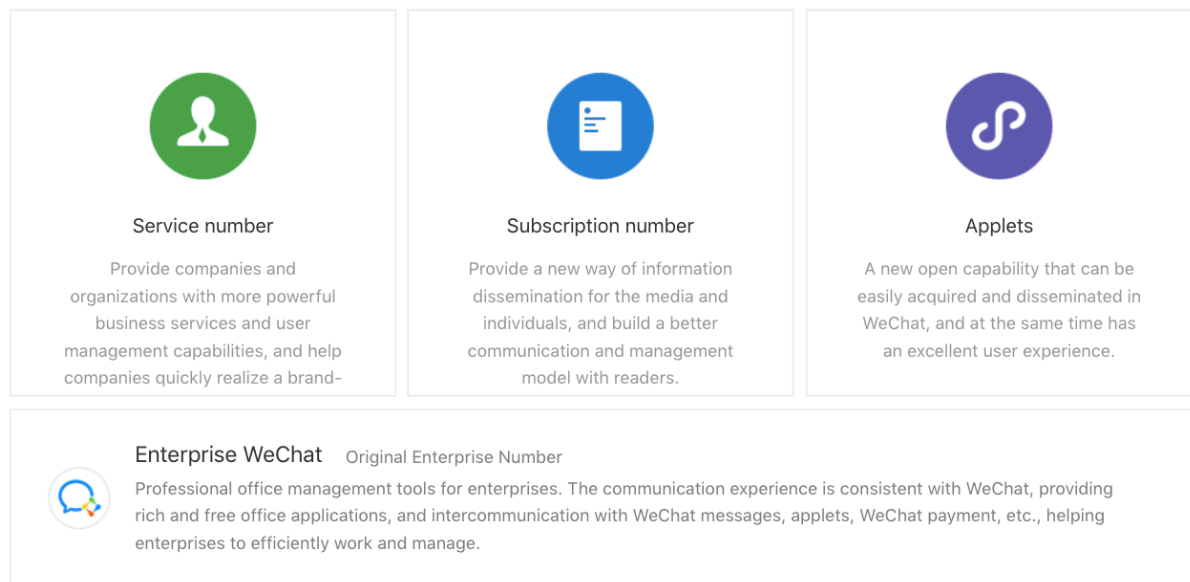 Service number
Provide companies and
organizations with more powerful
business services and user
management capabilities, and help
companies quickly realize a brand-
Subscription number
Provide a new way of information
dissemination for the media and
individuals, and build a better
communication and management
model with readers.
Applets
A new open capability that can be
easily acquired and disseminated in
WeChat, and at the same time has
an excellent user experience.
Enterprise WeChat Original Enterprise Number
Professional office management tools for enterprises. The communication experience is consistent with WeChat, providing
rich and free office applications, and intercommunication with WeChat messages, applets, WeChat payment, etc., helping
enterprises to efficiently work and manage.